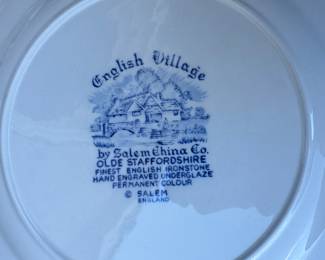 English Village
by Salem China Co.
OLDE STAFFORDSHIRE
FINEST ENGLISH IRONSTONE
HAND ENGRAVED UNDERGLAZE
PERMANENT COLOUR
© SALEM
ENGLAND